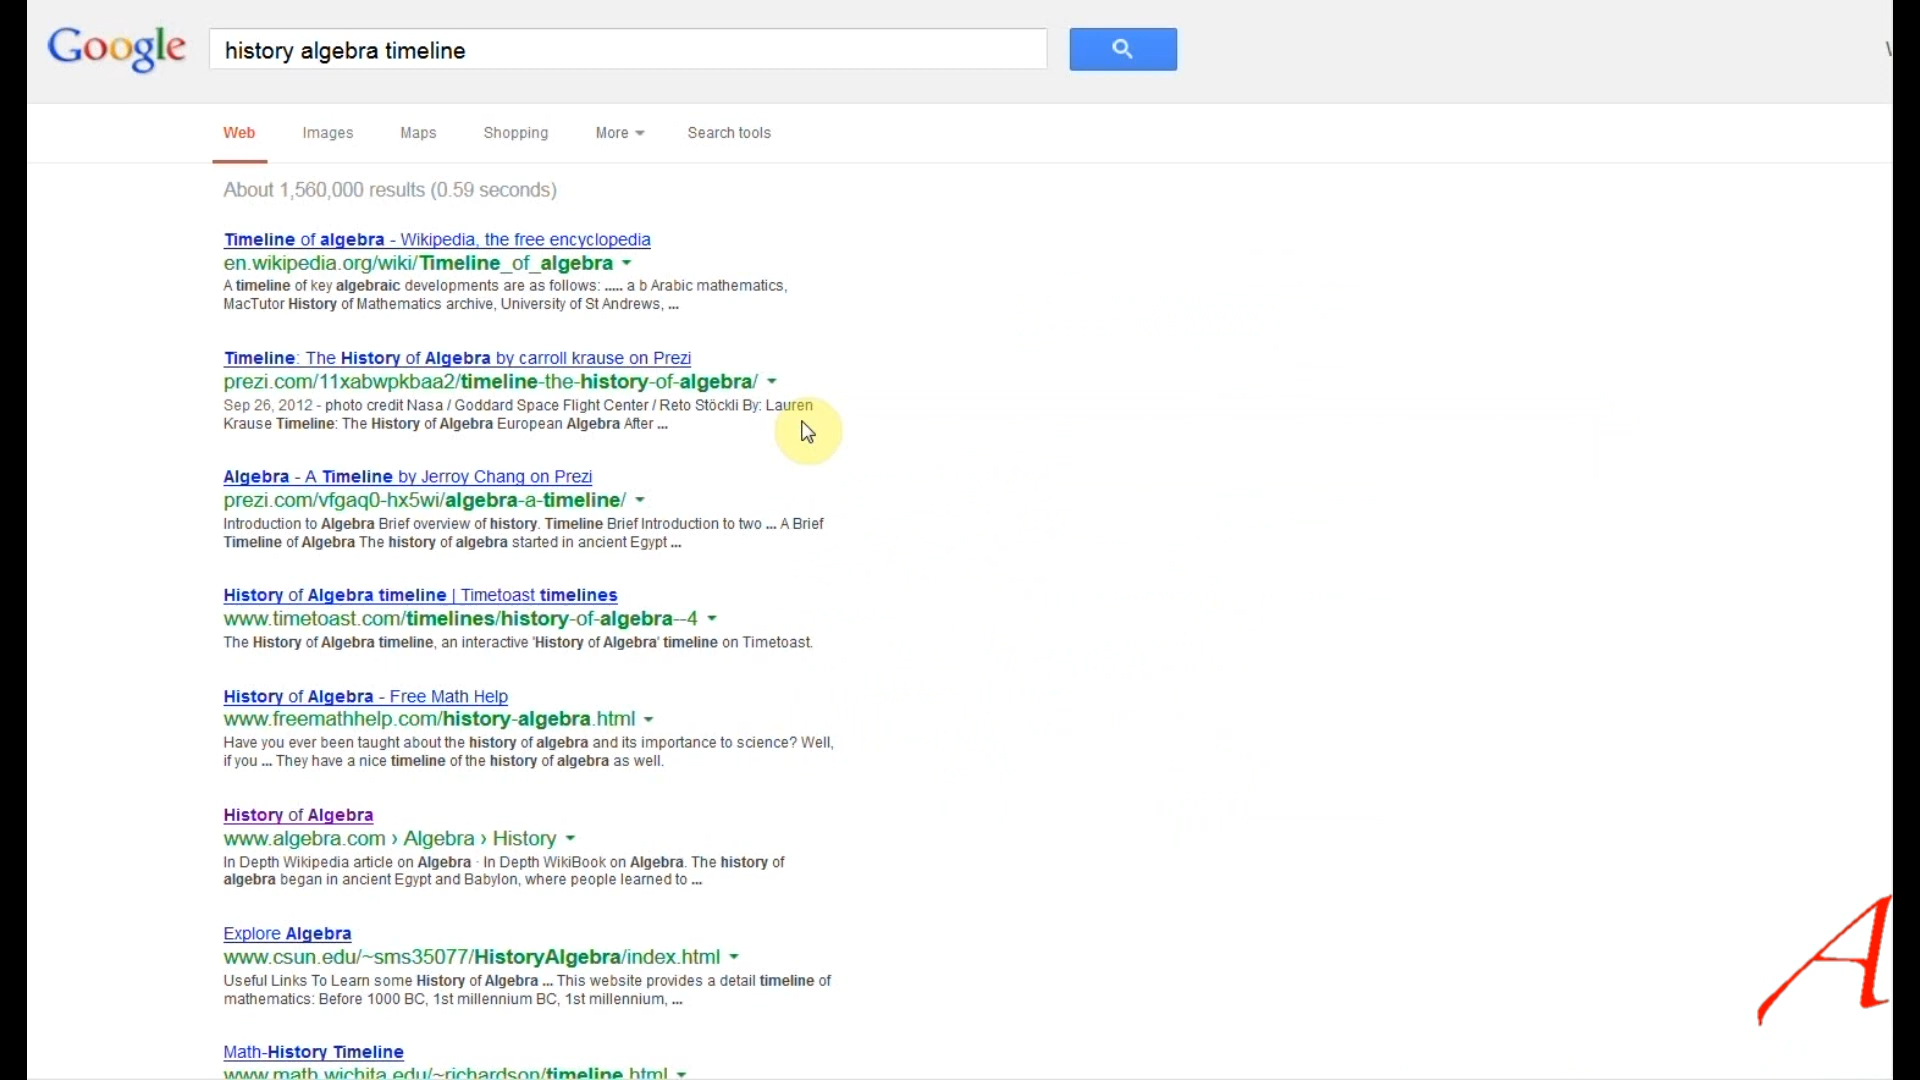 Google
history algebra timeline
Web Images Maps Shopping More Search tools
About 1,560,000 results (0.59 seconds)
Timeline of algebra - Wikipedia, the free encyclopedia
en.wikipedia.org/wiki/Timeline_of_algebra
A timeline of key algebraic developments are as follows: ..... a b Arabic mathematics,
MacTutor History of Mathematics archive, University of St Andrews, ...
Timeline: The History of Algebra by carroll krause on Prezi
prezi.com/11xabwpkbaa2/timeline-the-history-of-algebra/
Sep 26, 2012 - photo credit Nasa / Goddard Space Flight Center / Reto Stöckli By: Lauren
Krause Timeline: The History of Algebra European Algebra After ...
Algebra - A Timeline by Jerroy Chang on Prezi
prezi.com/vfgaq0-hx5wi/algebra-a-timeline/
Introduction to Algebra Brief overview of history. Timeline Brief Introduction to two ... A Brief
Timeline of Algebra The history of algebra started in ancient Egypt ...
History of Algebra timeline | Timetoast timelines
www.timetoast.com/timelines/history-of-algebra--4
The History of Algebra timeline, an interactive 'History of Algebra' timeline on Timetoast.
History of Algebra - Free Math Help
www.freemathhelp.com/history-algebra.html
Have you ever been taught about the history of algebra and its importance to science? Well,
if you ... They have a nice timeline of the history of algebra as well.
History of Algebra
www.algebra.com › Algebra › History
In Depth Wikipedia article on Algebra · In Depth WikiBook on Algebra. The history of
algebra began in ancient Egypt and Babylon, where people learned to ...
Explore Algebra
www.csun.edu/~sms35077/HistoryAlgebra/index.html
Useful Links To Learn some History of Algebra ... This website provides a detail timeline of
mathematics: Before 1000 BC, 1st millennium BC, 1st millennium, ...
Math-History Timeline
www.math.wichita.edu/~richardson/timeline.html
A